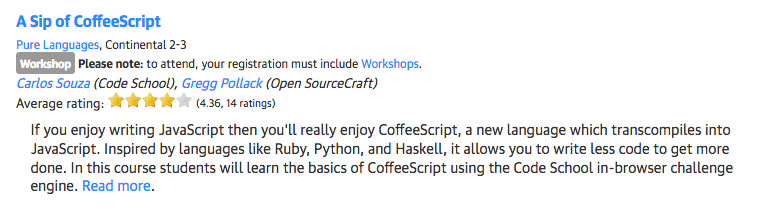 A Sip of CoffeeScript
Pure Languages, Continental 2-3
Workshop Please note: to attend, your registration must include Workshops.
Carlos Souza (Code School), Gregg Pollack (Open SourceCraft)
Average rating: (4.36, 14 ratings)
If you enjoy writing JavaScript then you'll really enjoy CoffeeScript, a new language which transcompiles into
JavaScript. Inspired by languages like Ruby, Python, and Haskell, it allows you to write less code to get more
done. In this course students will learn the basics of CoffeeScript using the Code School in-browser challenge
engine. Read more.